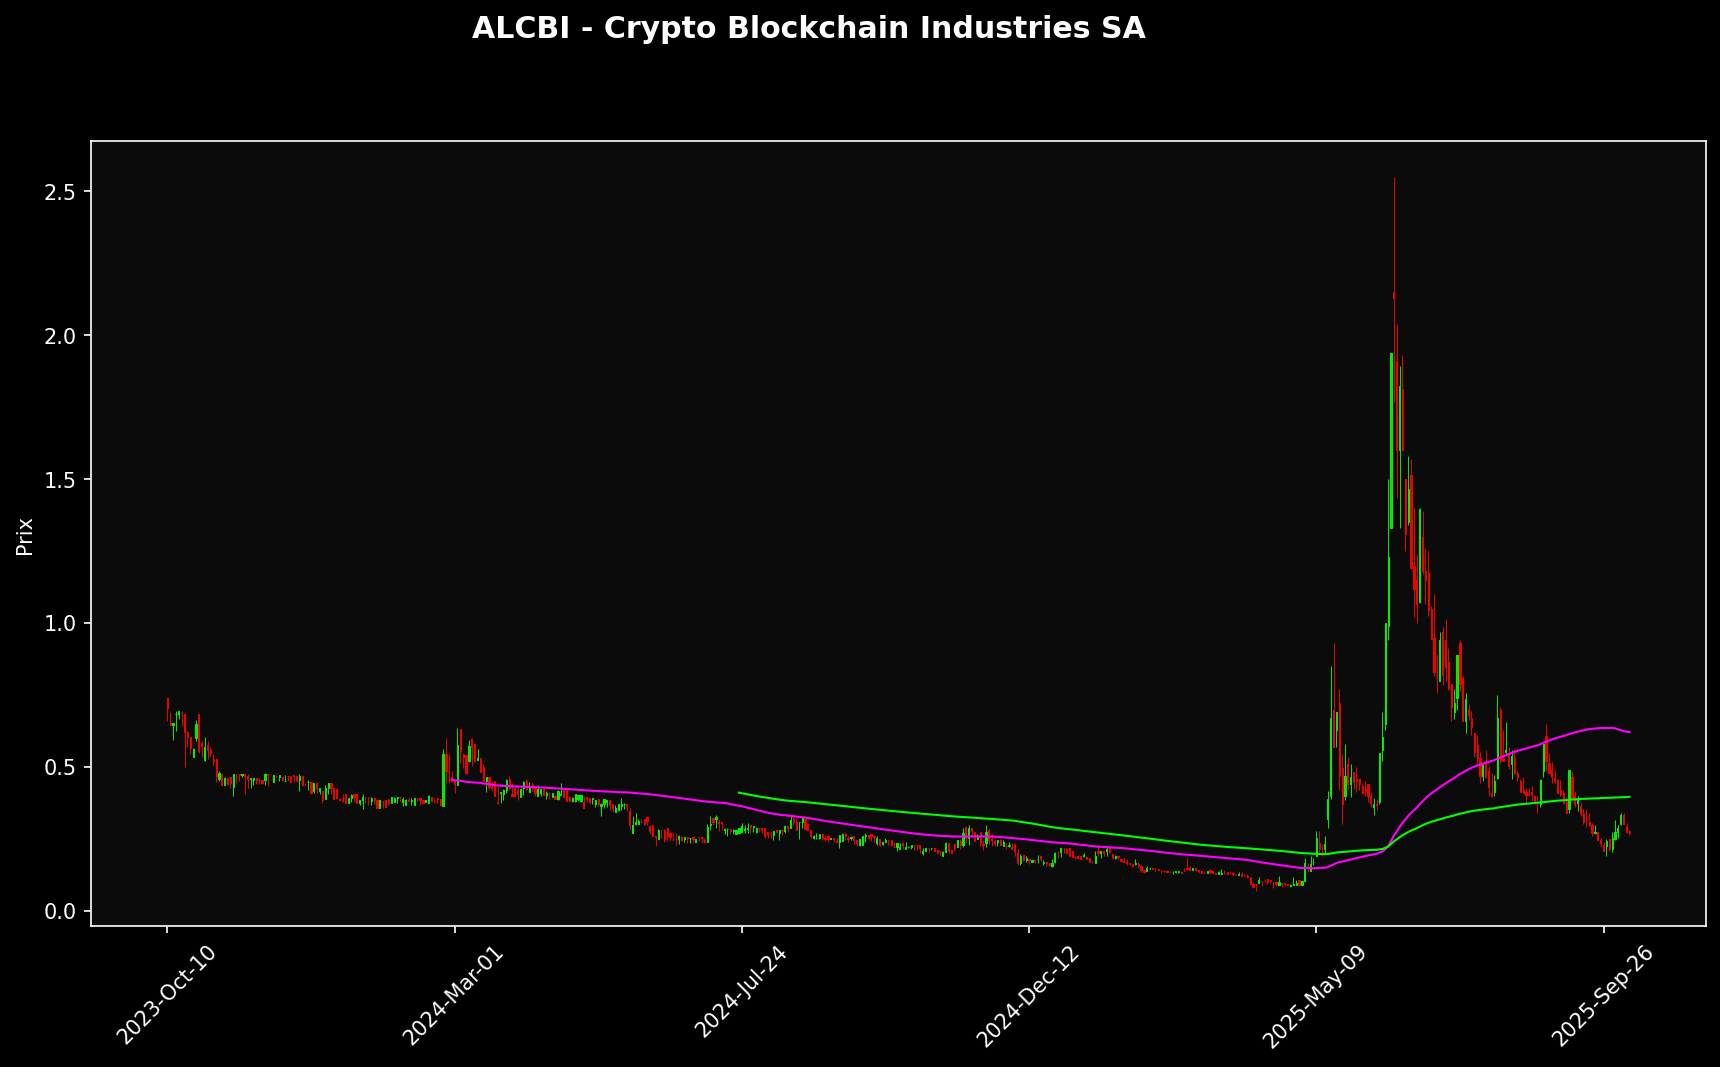 ALCBI - Crypto Blockchain Industries SA
Prix
2.5
2.0
1.5
1.0
0.5
0.0
2023-Oct-10
2024-Mar-01
2024-Jul-24
2024-Dec-12
2025-May-09
2025-Sep-26